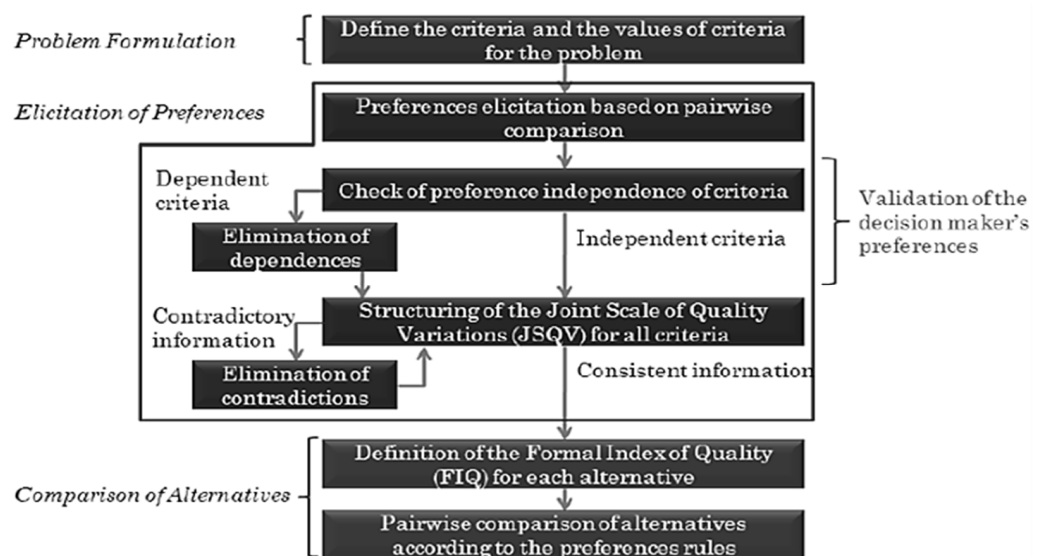 Problem Formulation
Define the criteria and the values of criteria
for the problem
Elicitation of Preferences
Preferences elicitation based on pairwise
comparison
Dependent
criteria
Check of preference independence of criteria
Validation of the
decision maker's
preferences
Elimination of
dependences
Independent criteria
Contradictory
information
Structuring of the Joint Scale of Quality
Variations (JSQV) for all criteria
Elimination of
contradictions
Consistent information
Comparison of Alternatives
Definition of the Formal Index of Quality
(FIQ) for each alternative
Pairwise comparison of alternatives
according to the preferences rules